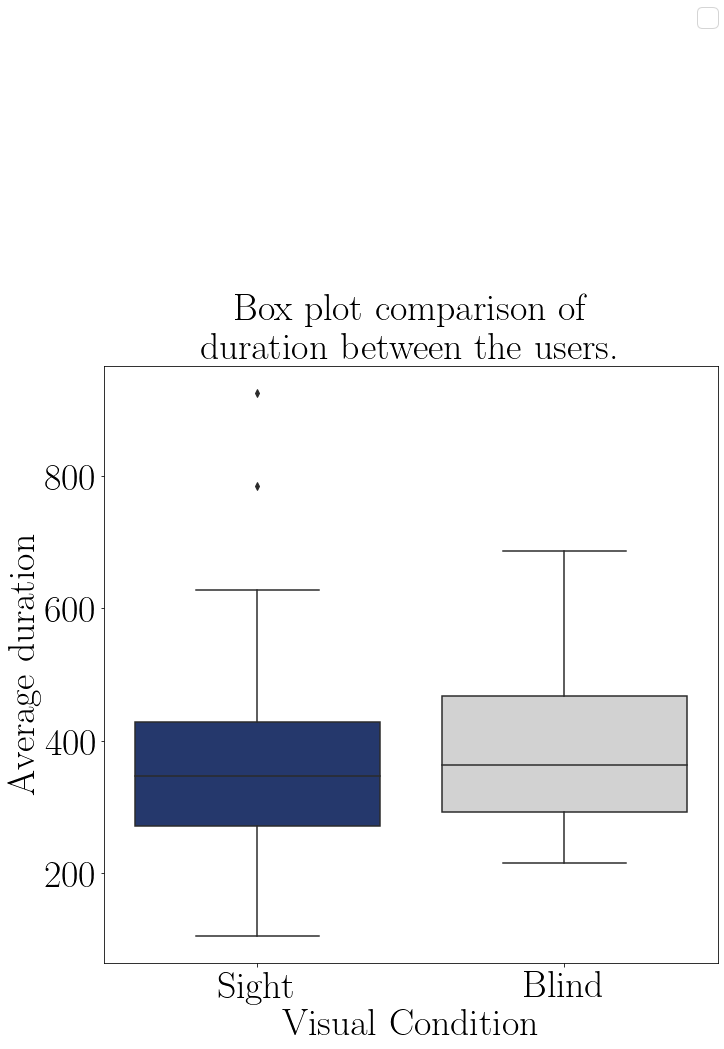 Box plot comparison of
duration between the users.
800
600
400
200
Average duration
Sight
Blind
Visual Condition